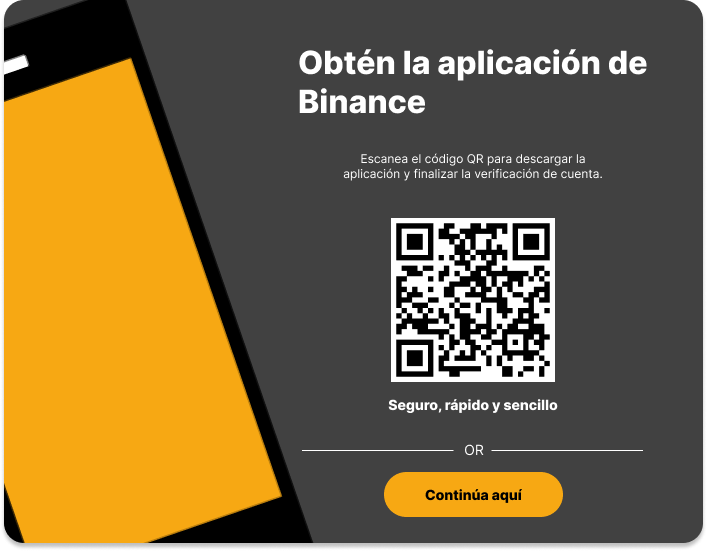 Obtén la aplicación de
Binance
Escanea el código QR para descargar la
aplicación y finalizar la verificación de cuenta.
Seguro, rápido y sencillo
OR
Continúa aquí